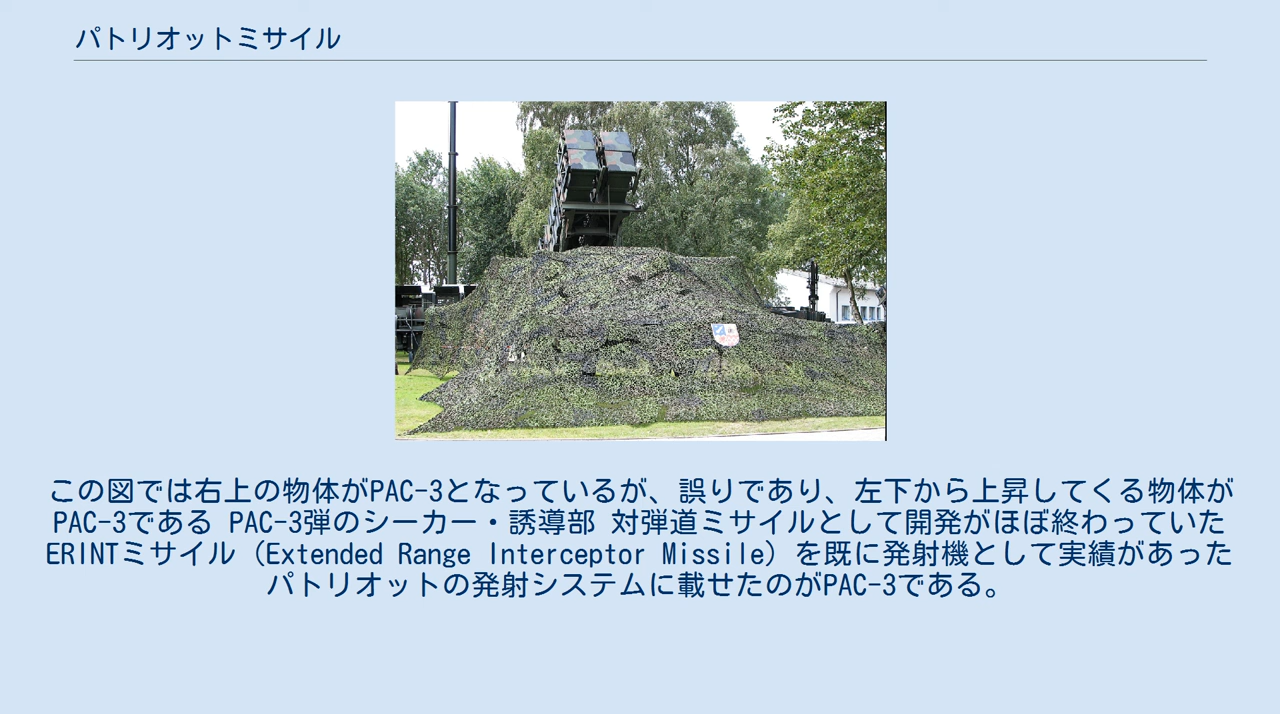 パトリオットミサイル
この図では右上の物体がPAC-3となっているが、誤りであり、左下から上昇してくる物体が
PAC-3である PAC-3弾のシーカー・誘導部 対弾道ミサイルとして開発がほぼ終わっていた
ERINTミサイル（Extended Range Interceptor Missile）を既に発射機として実績があった
パトリオットの発射システムに載せたのがPAC-3である。